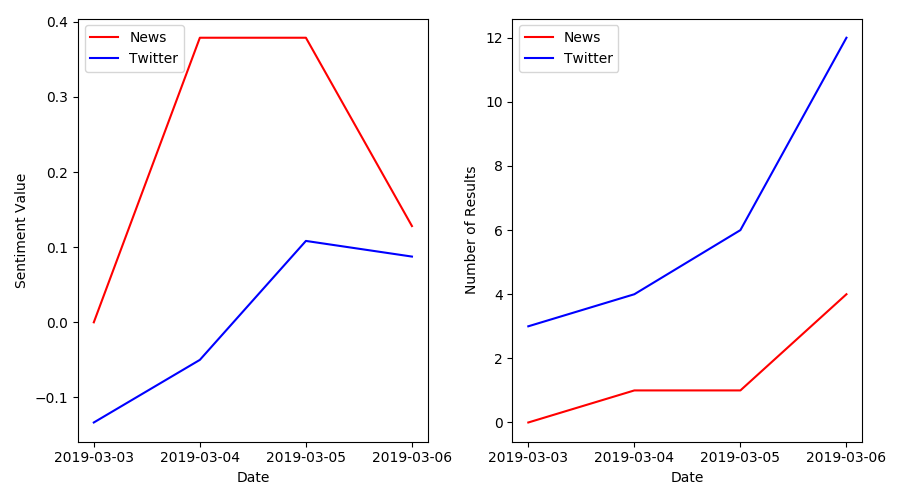 0.4
0.3
0.2
0.1
0.0
−0.1
Sentiment Value
News
Twitter
2019-03-03 2019-03-04 2019-03-05 2019-03-06
Date
12
10
8
6
4
2
0
Number of Results
News
Twitter
2019-03-03 2019-03-04 2019-03-05 2019-03-06
Date